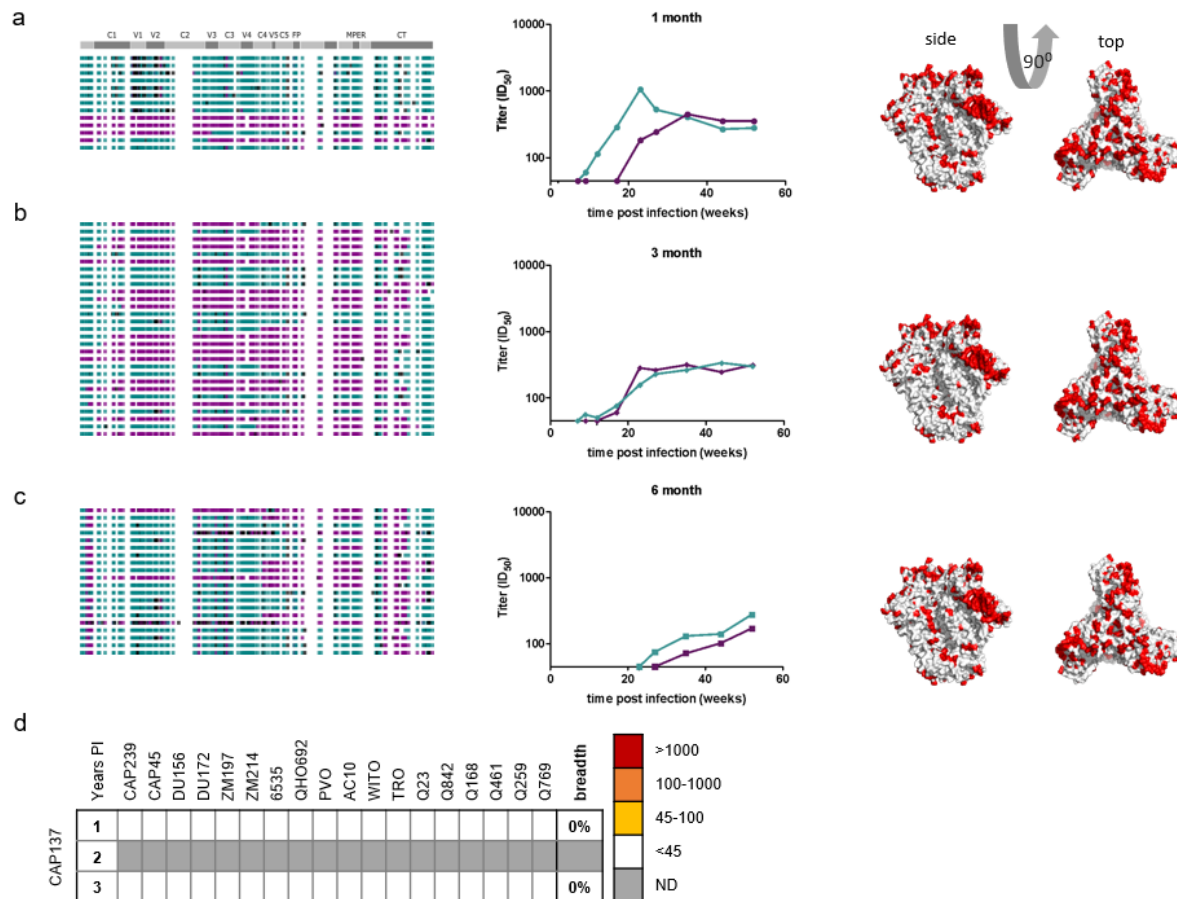 a
C1 V1 V2 C2 V3 C3 V4 C4 V5 C5 FP MPER CT
1 month
Titer (ID50)
10000
1000
100
0 20 40 60
time post infection (weeks)
side
90⁰
top
b
3 month
Titer (ID50)
10000
1000
100
0 20 40 60
time post infection (weeks)
c
6 month
Titer (ID50)
10000
1000
100
0 20 40 60
time post infection (weeks)
d
CAP137
Years PI CAP239 CAP45 DU156 DU172 ZM197 ZM214 6535 QHO692 PVO AC10 WITO TRO Q23 Q842 Q168 Q461 Q259 Q769 breadth
1 0%
2
3 0%
>1000
100-1000
45-100
<45
ND